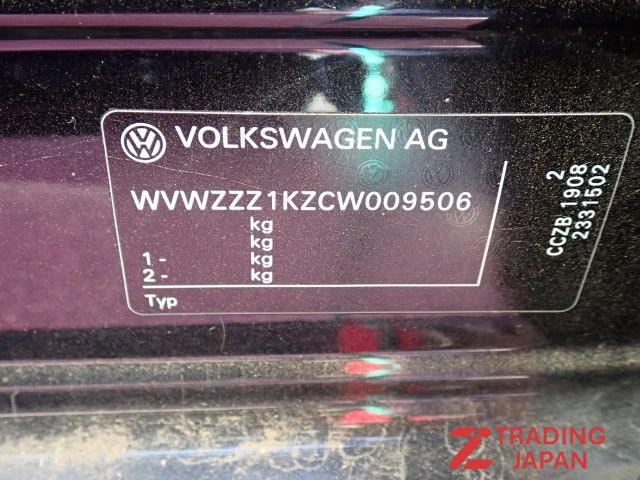 VOLKSWAGEN AG
WVWZZZ1KZCW009506
kg
kg
1 - kg
2 - kg
Typ
2
CCZB 1908
2331502
TRADING
JAPAN